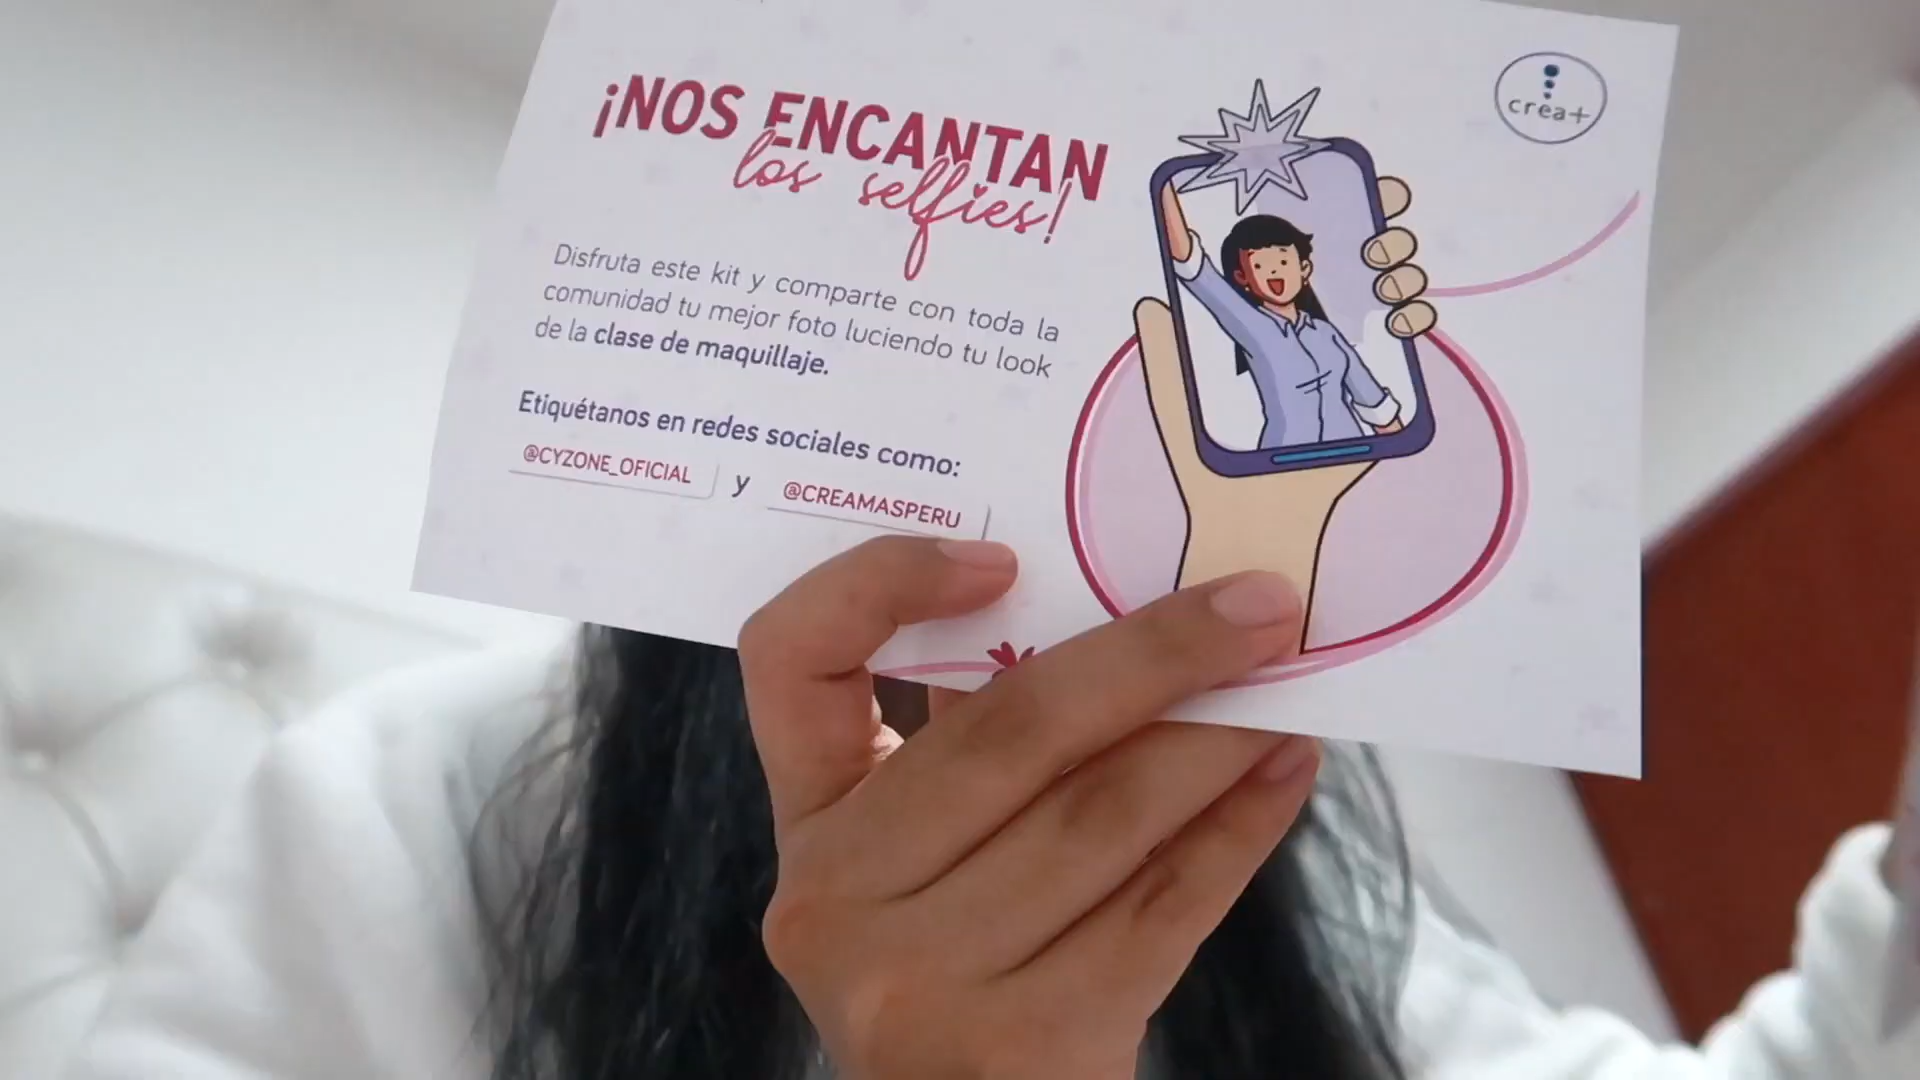 ¡NOS ENCANTAN
los selfies!
Disfruta este kit y comparte con toda la
comunidad tu mejor foto luciendo tu look
de la clase de maquillaje.
Etiquétanos en redes sociales como:
@CYZONE_OFICIAL y @CREAMASPERU
crea+